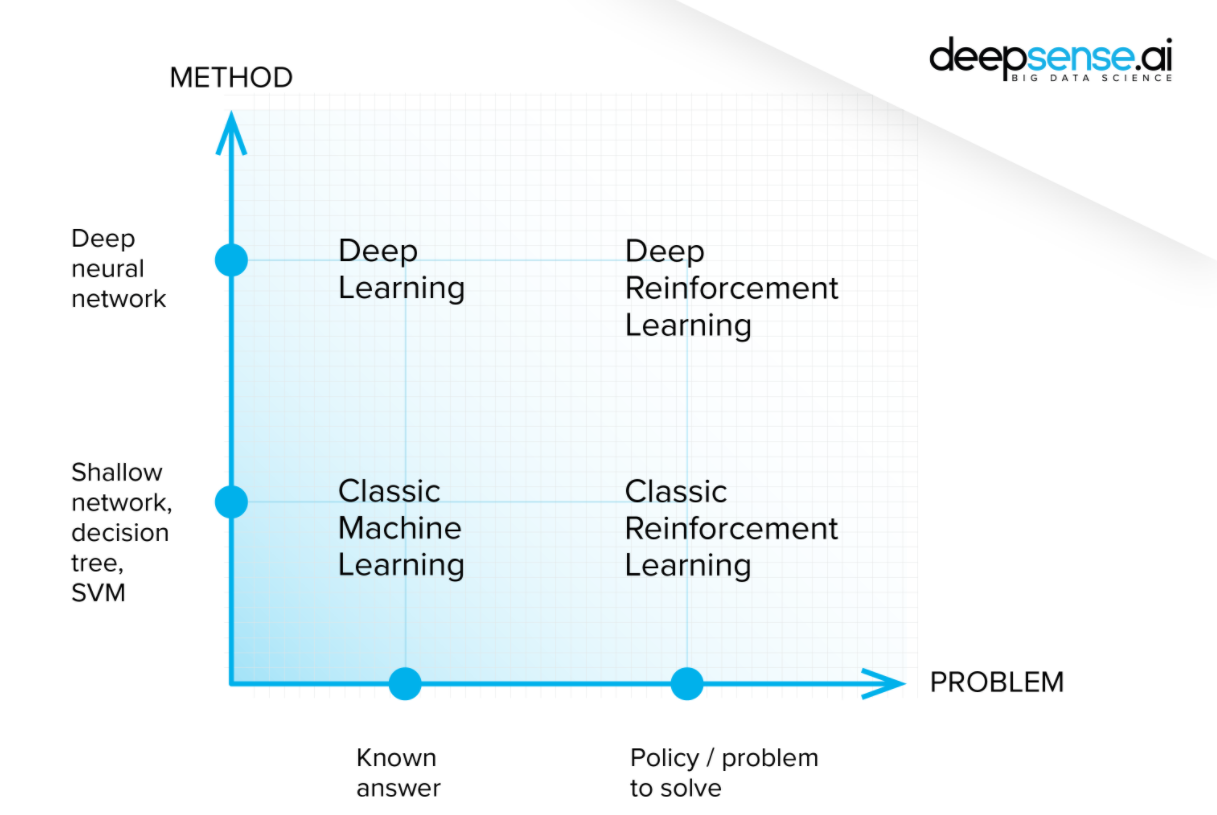 deepsense.ai
BIG DATA SCIENCE
METHOD
Deep
neural
network
Deep
Learning
Deep
Reinforcement
Learning
Shallow
network,
decision
tree,
SVM
Classic
Machine
Learning
Classic
Reinforcement
Learning
PROBLEM
Known
answer
Policy / problem
to solve